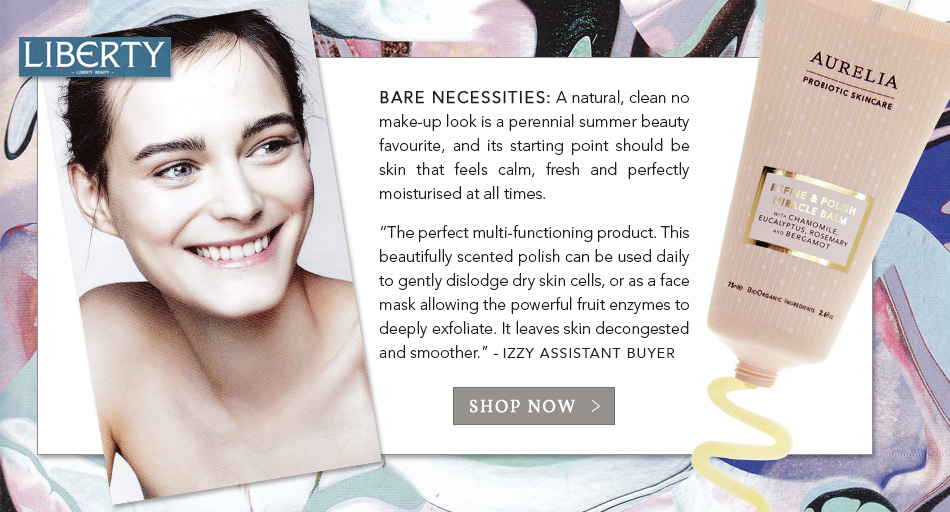 LIBERTY
- LIBERTY BEAUTY -
BARE NECESSITIES: A natural, clean no
make-up look is a perennial summer beauty
favourite, and its starting point should be
skin that feels calm, fresh and perfectly
moisturised at all times.
“The perfect multi-functioning product. This
beautifully scented polish can be used daily
to gently dislodge dry skin cells, or as a face
mask allowing the powerful fruit enzymes to
deeply exfoliate. It leaves skin decongested
and smoother.” - IZZY ASSISTANT BUYER
SHOP NOW >
AURELIA
PROBIOTIC SKINCARE
REFINE & POLISH
MIRACLE BALM
WITH CHAMOMILE,
EUCALYPTUS, ROSEMARY
AND BERGAMOT
75ml BIOORGANIC INGREDIENTS 2.6floz